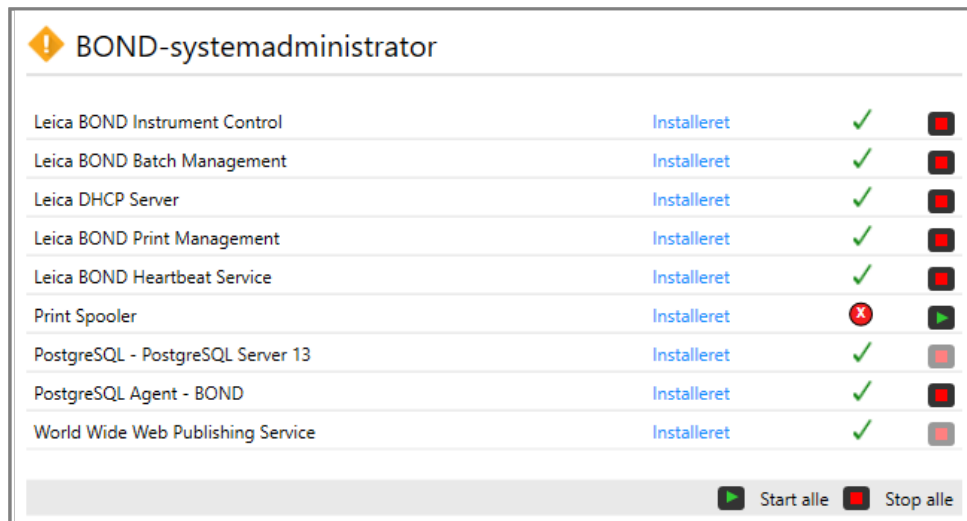 BOND-systemadministrator
Leica BOND Instrument Control Installeret
Leica BOND Batch Management Installeret
Leica DHCP Server Installeret
Leica BOND Print Management Installeret
Leica BOND Heartbeat Service Installeret
Print Spooler Installeret
PostgreSQL - PostgreSQL Server 13 Installeret
PostgreSQL Agent - BOND Installeret
World Wide Web Publishing Service Installeret
Start alle Stop alle